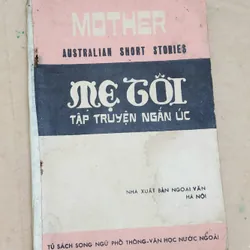 MOTHER
AUSTRALIAN SHORT STORIES
MẸ TÔI
TẬP TRUYỆN NGẮN ÚC
NHÀ XUẤT BẢN NGOẠI VĂN
HÀ NỘI
TỦ SÁCH SONG NGỮ PHỔ THÔNG-VĂN HỌC NƯỚC NGOÀI